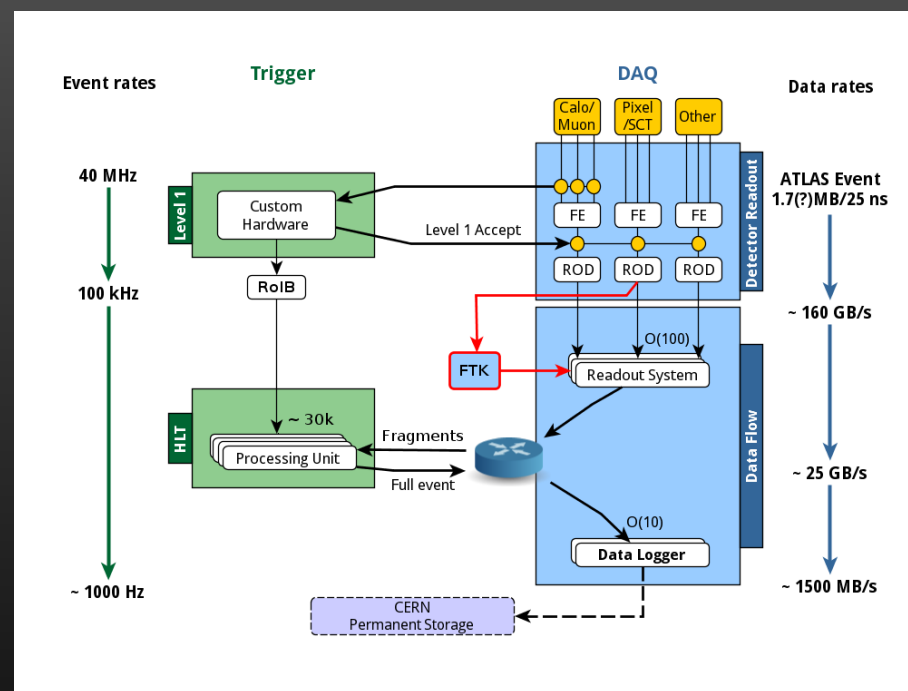 Event rates
Trigger
DAQ
Data rates
Calo/
Muon
Pixel
/SCT
Other
40 MHz
Level 1
Custom
Hardware
FE
FE
FE
Detector Readout
ATLAS Event
1.7(?)MB/25 ns
Level 1 Accept
ROD
ROD
ROD
RoIB
100 kHz
~ 160 GB/s
O(100)
FTK
Readout System
HLT
~ 30k
Processing Unit
Fragments
Full event
Data Flow
~ 25 GB/s
O(10)
Data Logger
~ 1000 Hz
~ 1500 MB/s
CERN
Permanent Storage